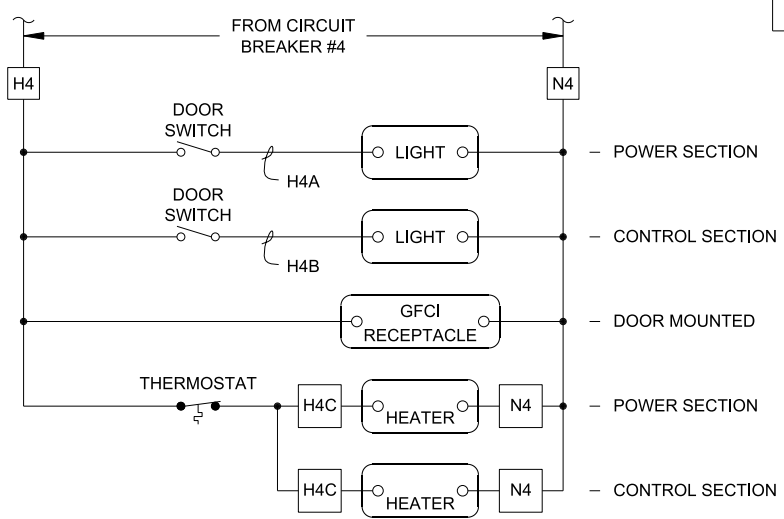 FROM CIRCUIT
BREAKER #4
H4
N4
DOOR
SWITCH
LIGHT
– POWER SECTION
H4A
DOOR
SWITCH
LIGHT
– CONTROL SECTION
H4B
GFCI
RECEPTACLE
– DOOR MOUNTED
THERMOSTAT
H4C
HEATER
N4
– POWER SECTION
H4C
HEATER
N4
– CONTROL SECTION